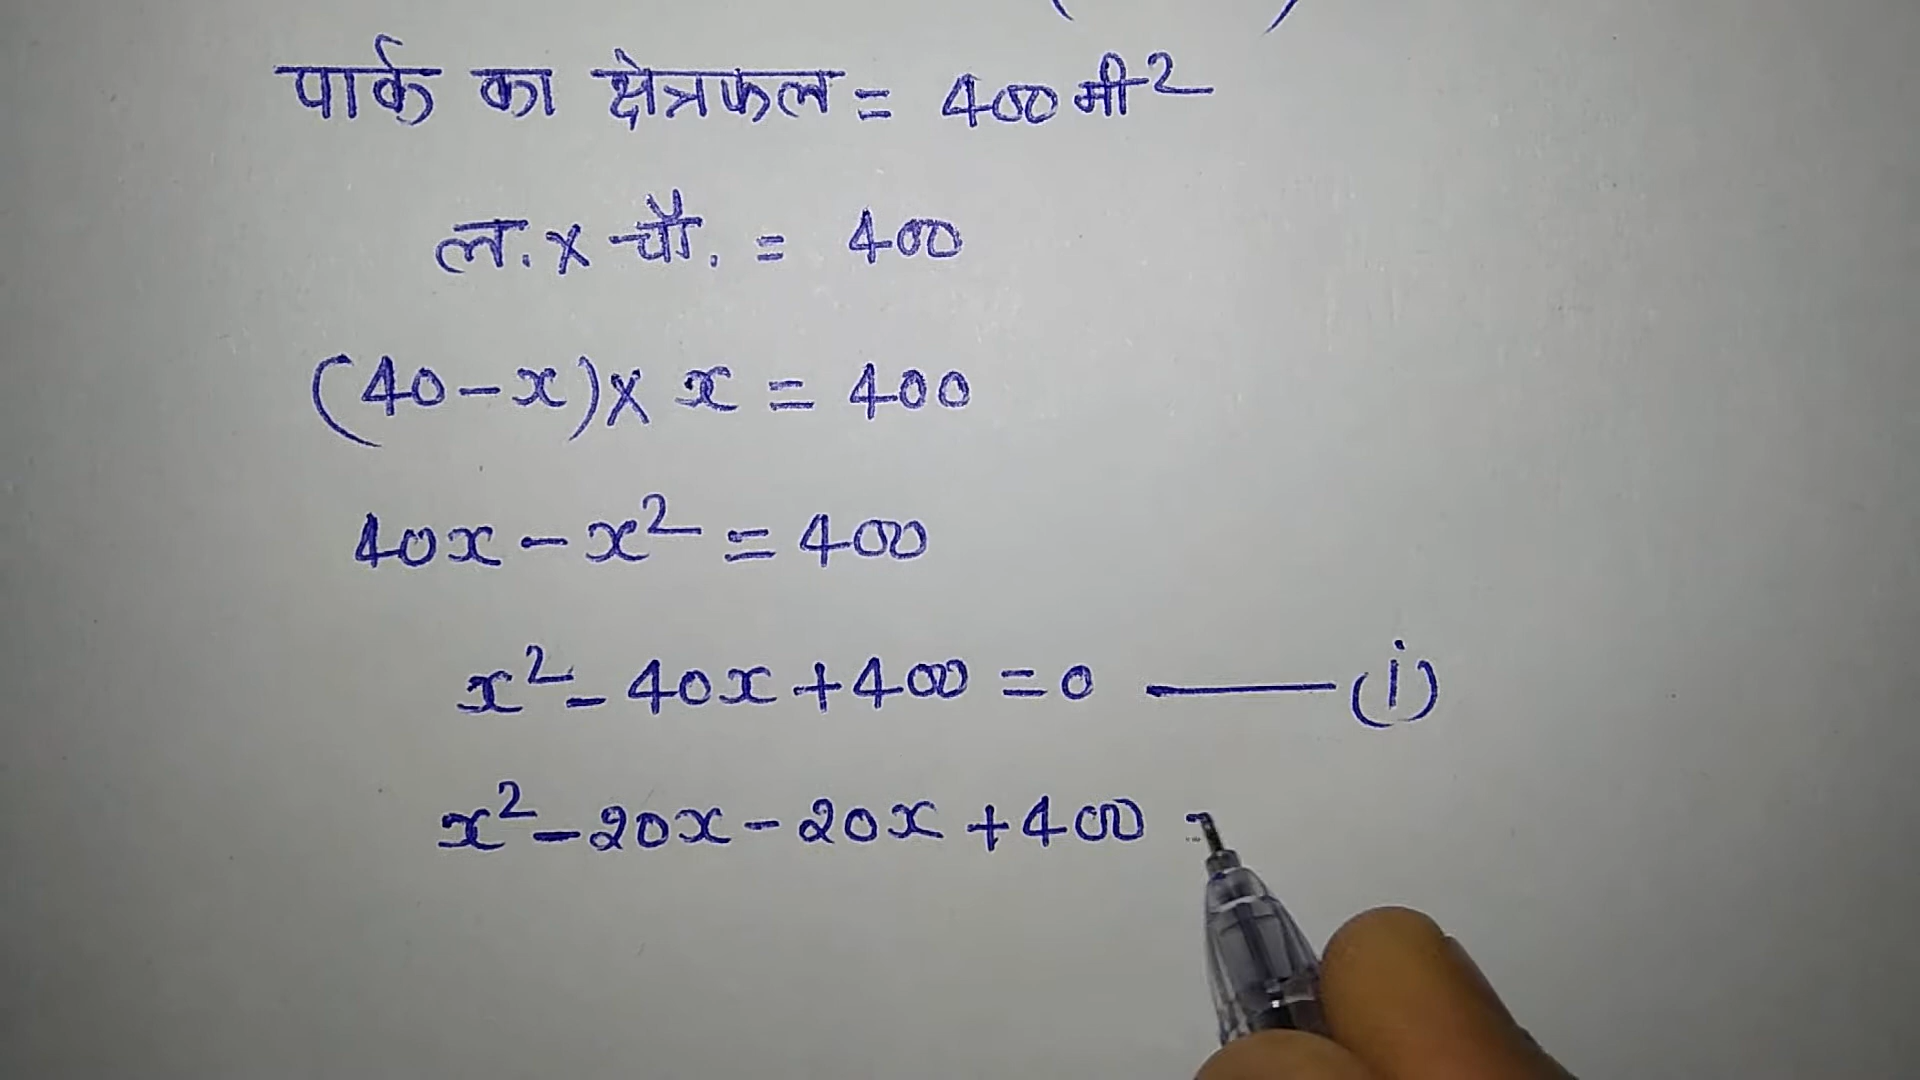 पार्क का क्षेत्रफल = 400 मी²
ल. x चौ. = 400
(40-x)x x = 400
40x - x² = 400
x² - 40x + 400 = 0 —— (i)
x² - 20x - 20x + 400 =